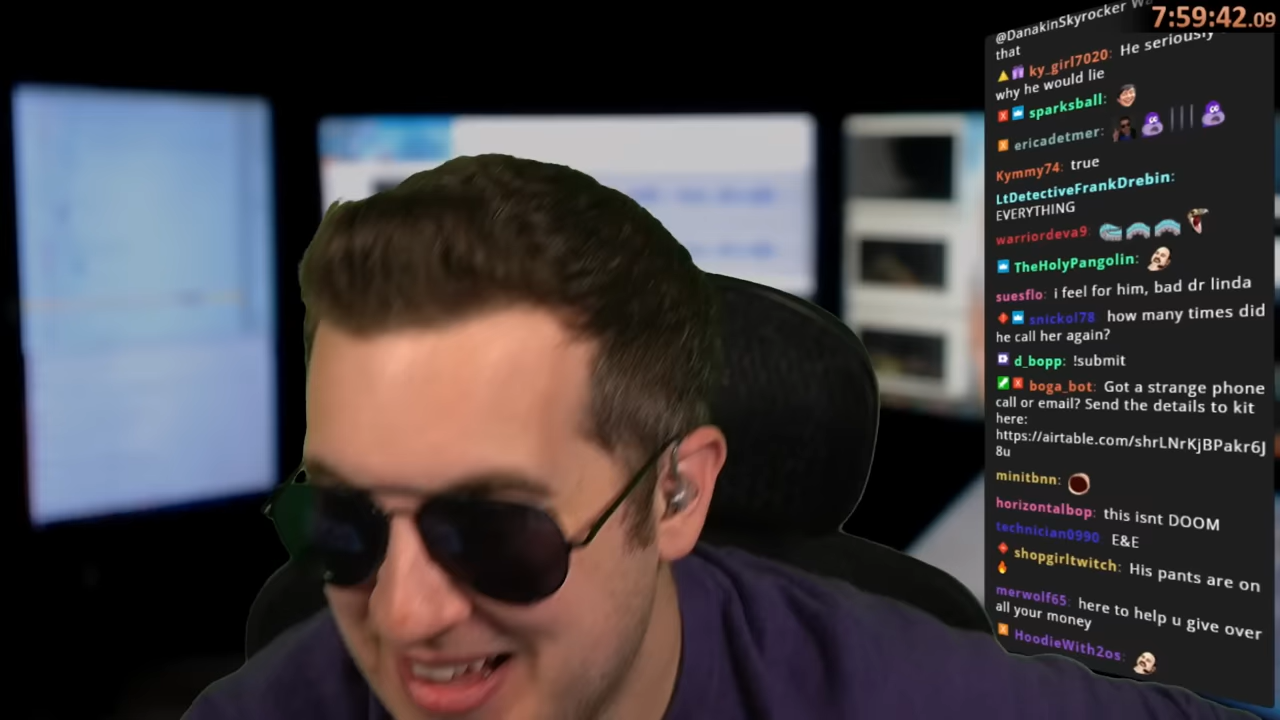 7:59:42.09
@DanakinSkyrocker
that
ky_girl7020: He seriously
why he would lie
sparksball:
ericadetmer:
Kymmy74: true
LtDetectiveFrankDrebin:
EVERYTHING
warriordeva9:
TheHolyPangolin:
suesflo: i feel for him, bad dr linda
snickol78 how many times did
he call her again?
d_bopp: !submit
boga_bot: Got a strange phone
call or email? Send the details to kit
here:
https://airtable.com/shrLNrKjBPakr6J
8u
minitbnn:
horizontalbop: this isnt DOOM
technician0990 E&E
shopgirltwitch: His pants are on
merwolf65: here to help u give over
all your money
HoodieWith2os: